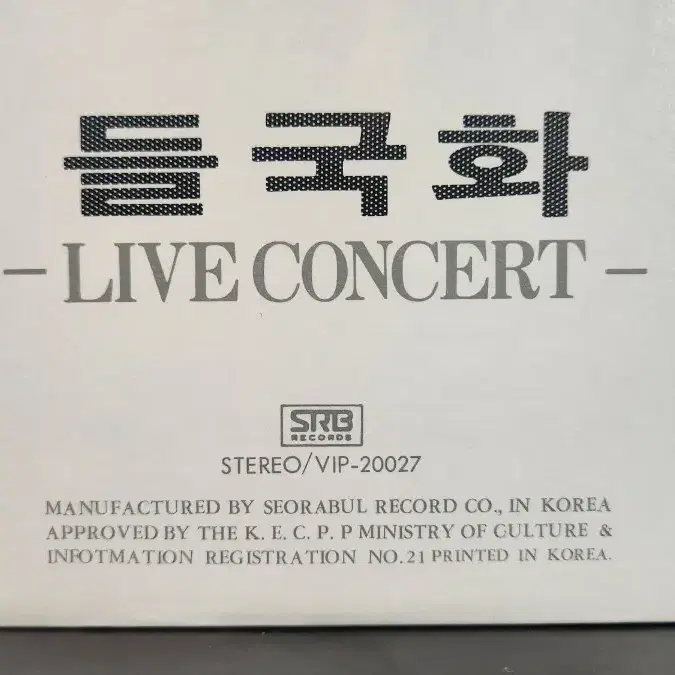 들국화
- LIVE CONCERT -
SRB
RECORDS
STEREO/VIP-20027
MANUFACTURED BY SEORABUL RECORD CO., IN KOREA
APPROVED BY THE K. E. C. P. P MINISTRY OF CULTURE &
INFOTMATION REGISTRATION NO.21 PRINTED IN KOREA.